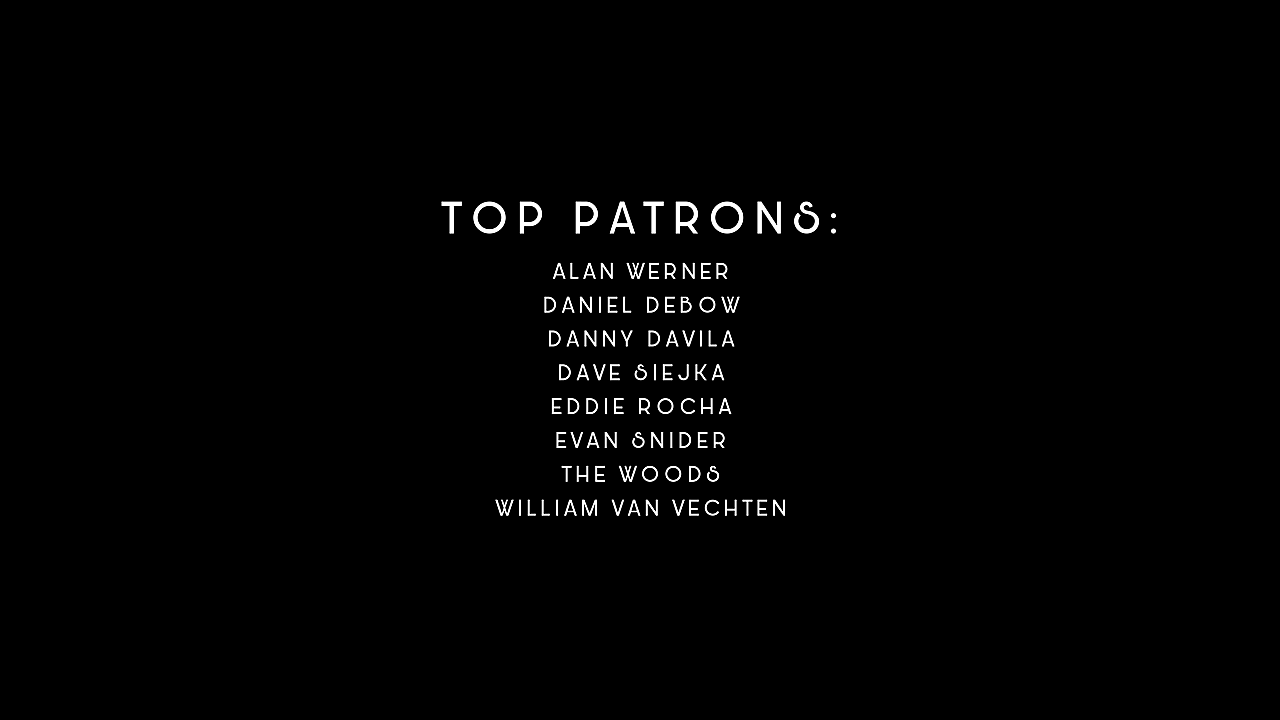 TOP PATRONS:
ALAN WERNER
DANIEL DEBOW
DANNY DAVILA
DAVE SIEJKA
EDDIE ROCHA
EVAN SNIDER
THE WOODS
WILLIAM VAN VECHTEN